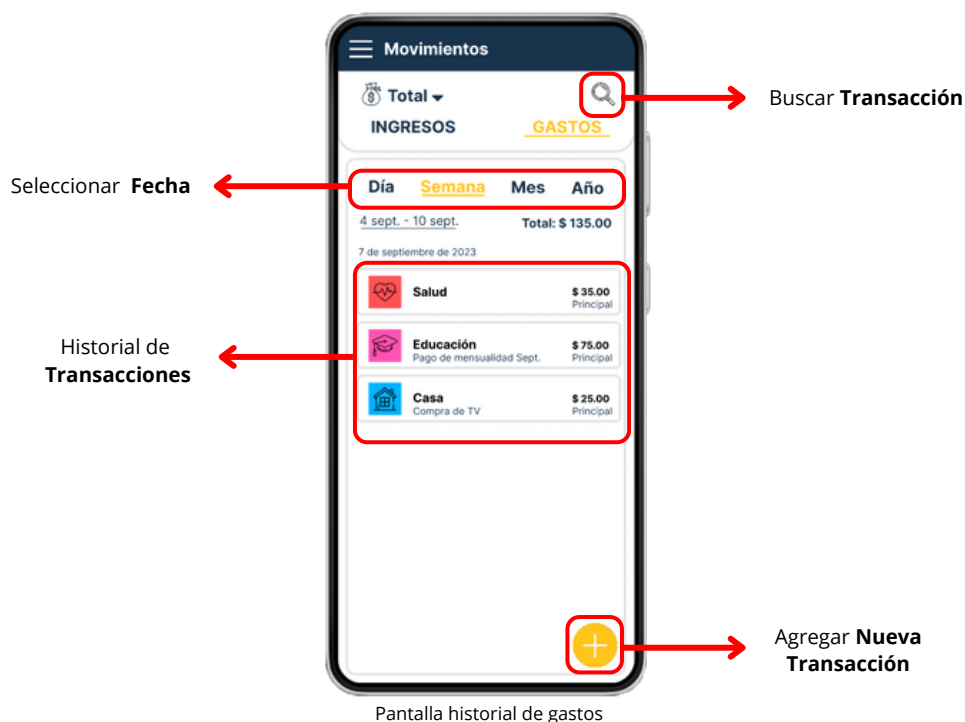 Movimientos
Total
Buscar Transacción
INGRESOS GASTOS
Seleccionar Fecha
Día Semana Mes Año
4 sept. - 10 sept. Total: $ 135.00
7 de septiembre de 2023
Salud $ 35.00
Principal
Historial de
Transacciones
Educación $ 75.00
Pago de mensualidad Sept. Principal
Casa $ 25.00
Compra de TV Principal
Agregar Nueva
Transacción
Pantalla historial de gastos